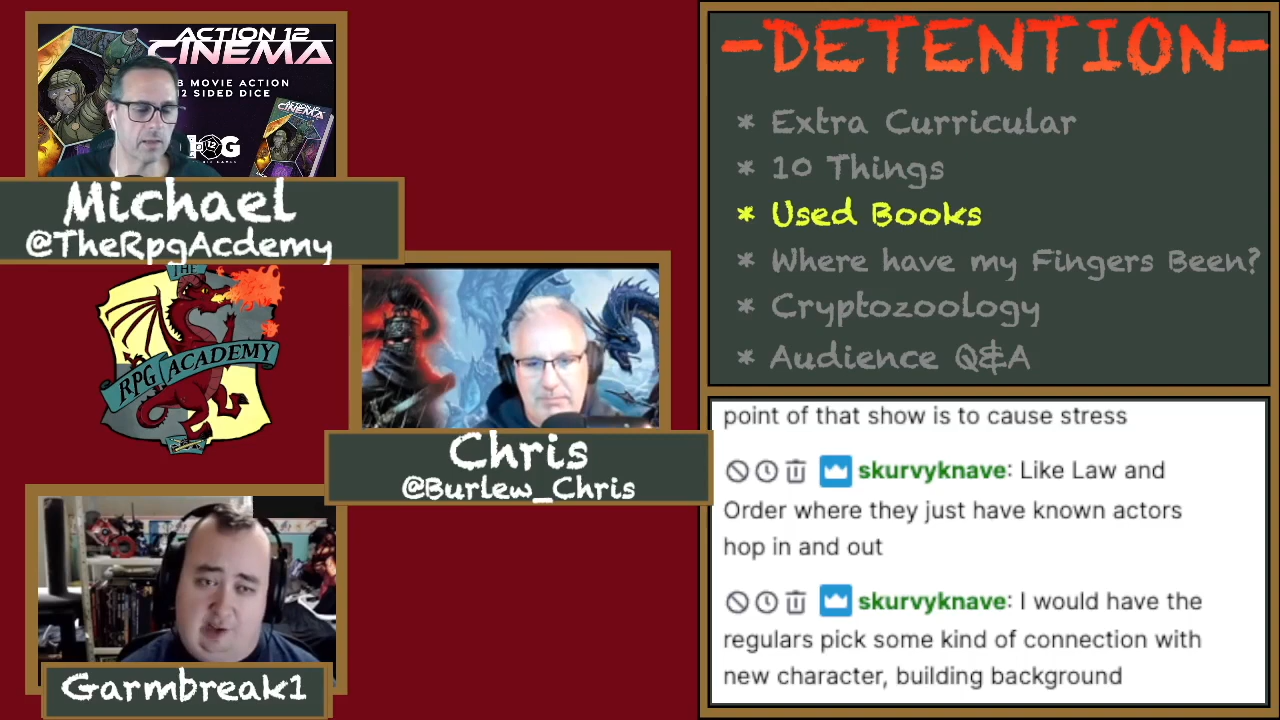 ACTION 12
CINEMA
B MOVIE ACTION
12 SIDED DICE
Michael
@TheRpgAcdemy
THE
RPG ACADEMY
Chris
@Burlew_Chris
Garmbreak1
-DETENTION-
* Extra Curricular
* 10 Things
* Used Books
* Where have my Fingers Been?
* Cryptozoology
* Audience Q&A
point of that show is to cause stress
skurvyknave: Like Law and
Order where they just have known actors
hop in and out
skurvyknave: I would have the
regulars pick some kind of connection with
new character, building background